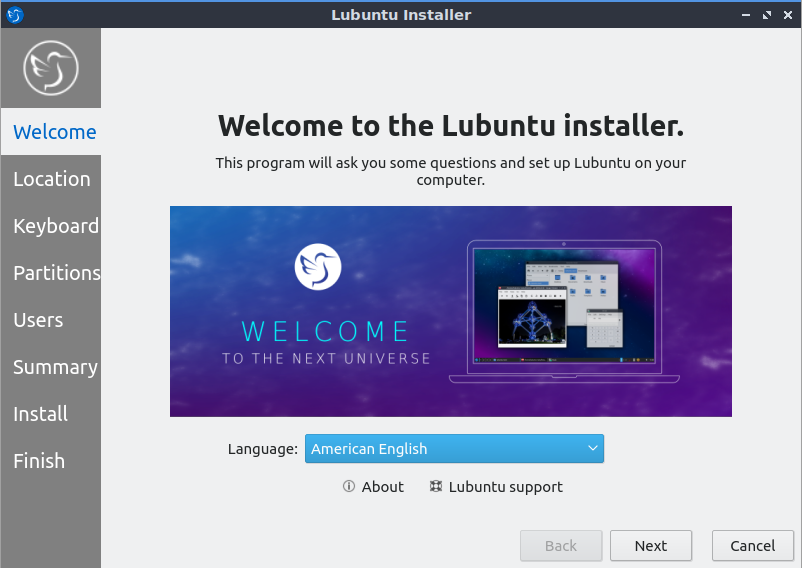 Lubuntu Installer
Welcome
Location
Keyboard
Partitions
Users
Summary
Install
Finish
Welcome to the Lubuntu installer.
This program will ask you some questions and set up Lubuntu on your
computer.
WELCOME
TO THE NEXT UNIVERSE
Language: American English
About Lubuntu support
Back Next Cancel